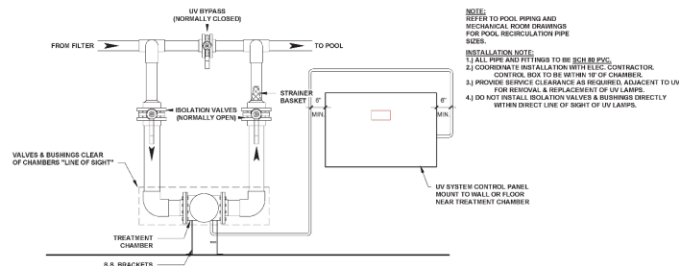 UV BYPASS
(NORMALLY CLOSED)
FROM FILTER
TO POOL
STRAINER
BASKET
ISOLATION VALVES
(NORMALLY OPEN)
VALVES & BUSHINGS CLEAR
OF CHAMBERS "LINE OF SIGHT"
TREATMENT
CHAMBER
S.S. BRACKETS
6"
MIN.
6"
MIN.
UV SYSTEM CONTROL PANEL
MOUNT TO WALL OR FLOOR
NEAR TREATMENT CHAMBER
NOTE:
REFER TO POOL PIPING AND
MECHANICAL ROOM DRAWINGS
FOR POOL RECIRCULATION PIPE
SIZES.
INSTALLATION NOTE:
1.) ALL PIPE AND FITTINGS TO BE SCH 80 PVC.
2.) COORIDINATE INSTALLATION WITH ELEC. CONTRACTOR.
CONTROL BOX TO BE WITHIN 10' OF CHAMBER.
3.) PROVIDE SERVICE CLEARANCE AS REQUIRED, ADJACENT TO UV
FOR REMOVAL & REPLACEMENT OF UV LAMPS.
4.) DO NOT INSTALL ISOLATION VALVES & BUSHINGS DIRECTLY
WITHIN DIRECT LINE OF SIGHT OF UV LAMPS.